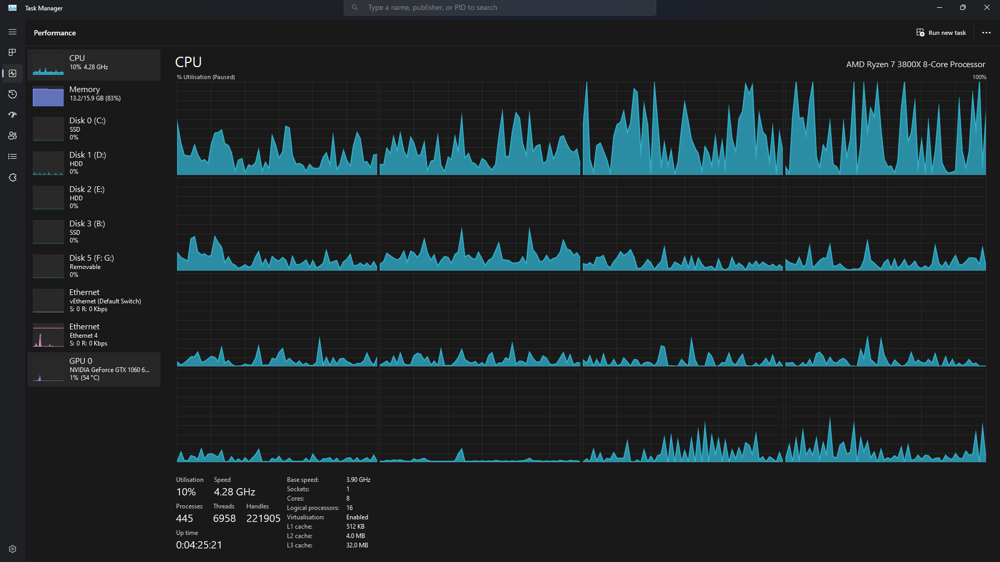 Task Manager
Type a name, publisher, or PID to search
Performance
Run new task
CPU
10% 4.28 GHz
Memory
13.2/15.9 GB (83%)
Disk 0 (C:)
SSD
0%
Disk 1 (D:)
HDD
0%
Disk 2 (E:)
HDD
0%
Disk 3 (B:)
SSD
0%
Disk 5 (F: G:)
Removable
0%
Ethernet
vEthernet (Default Switch)
S: 0 R: 0 Kbps
Ethernet
Ethernet 4
S: 0 R: 0 Kbps
GPU 0
NVIDIA GeForce GTX 1060 6...
1% (54 °C)
CPU
AMD Ryzen 7 3800X 8-Core Processor
% Utilisation (Paused)
100%
Utilisation
10%
Speed
4.28 GHz
Processes
445
Threads
6958
Handles
221905
Up time
0:04:25:21
Base speed: 3.90 GHz
Sockets: 1
Cores: 8
Logical processors: 16
Virtualisation: Enabled
L1 cache: 512 KB
L2 cache: 4.0 MB
L3 cache: 32.0 MB